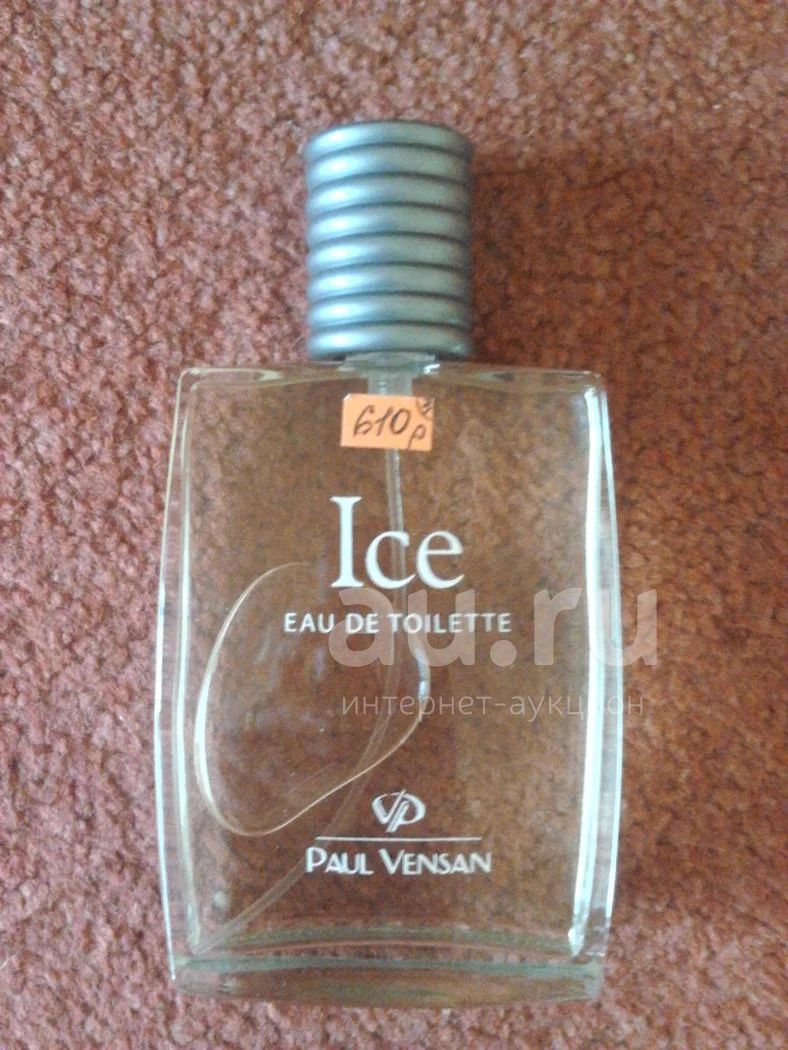 610р
Ice
EAU DE TOILETTE
au.ru
интернет-аукцион
VP
PAUL VENSAN